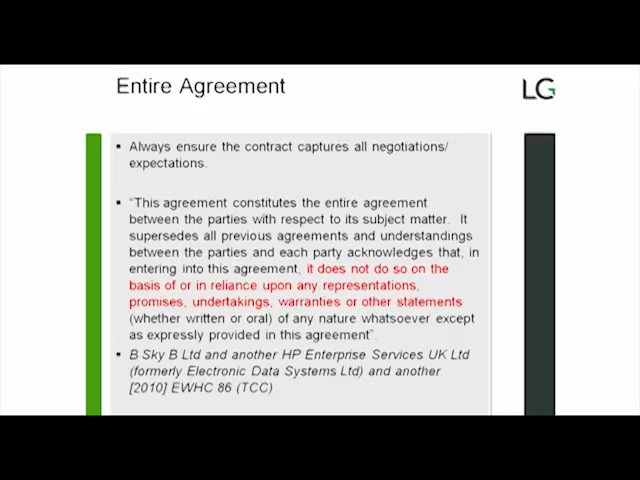 Entire Agreement
LG
▪ Always ensure the contract captures all negotiations/
expectations.
▪ “This agreement constitutes the entire agreement
between the parties with respect to its subject matter. It
supersedes all previous agreements and understandings
between the parties and each party acknowledges that, in
entering into this agreement, it does not do so on the
basis of or in reliance upon any representations,
promises, undertakings, warranties or other statements
(whether written or oral) of any nature whatsoever except
as expressly provided in this agreement”.
▪ B Sky B Ltd and another HP Enterprise Services UK Ltd
(formerly Electronic Data Systems Ltd) and another
[2010] EWHC 86 (TCC)